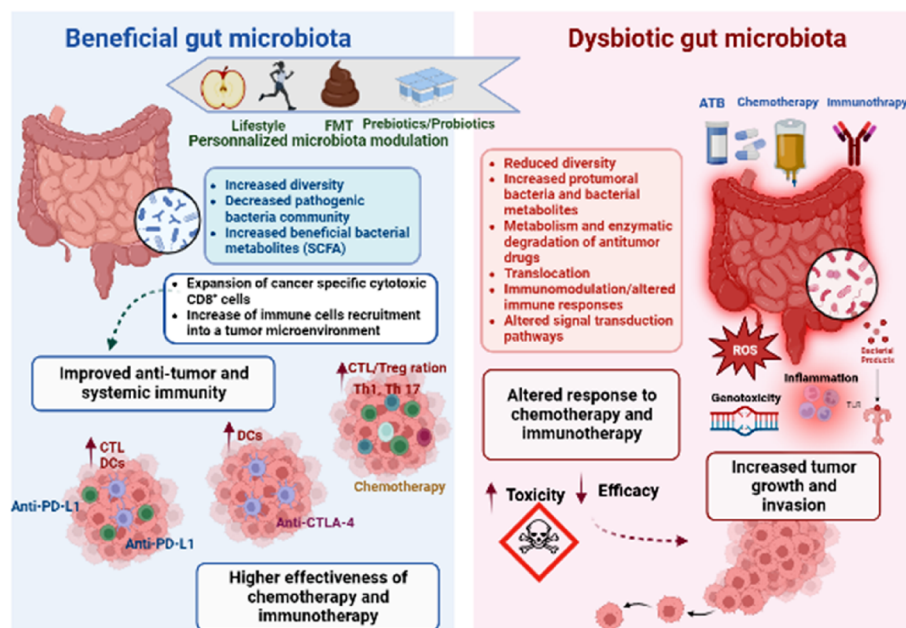 Beneficial gut microbiota
Lifestyle
FMT
Prebiotics/Probiotics
Personnalized microbiota modulation
• Increased diversity
• Decreased pathogenic
bacteria community
• Increased beneficial bacterial
metabolites (SCFA)
• Expansion of cancer specific cytotoxic
CD8⁺ cells
• Increase of immune cells recruitment
into a tumor microenvironment
Improved anti-tumor and
systemic immunity
CTL/Treg ration
Th1, Th 17
Chemotherapy
CTL
DCs
Anti-PD-L1
Anti-PD-L1
DCs
Anti-CTLA-4
Higher effectiveness of
chemotherapy and
immunotherapy
Dysbiotic gut microbiota
ATB
Chemotherapy
Immunothrapy
• Reduced diversity
• Increased protumoral
bacteria and bacterial
metabolites
• Metabolism and enzymatic
degradation of antitumor
drugs
• Translocation
• Immunomodulation/altered
immune responses
• Altered signal transduction
pathways
ROS
Bacterial
Products
Inflammation
TLR
Genotoxicity
Altered response to
chemotherapy and
immunotherapy
Toxicity
Efficacy
Increased tumor
growth and
invasion